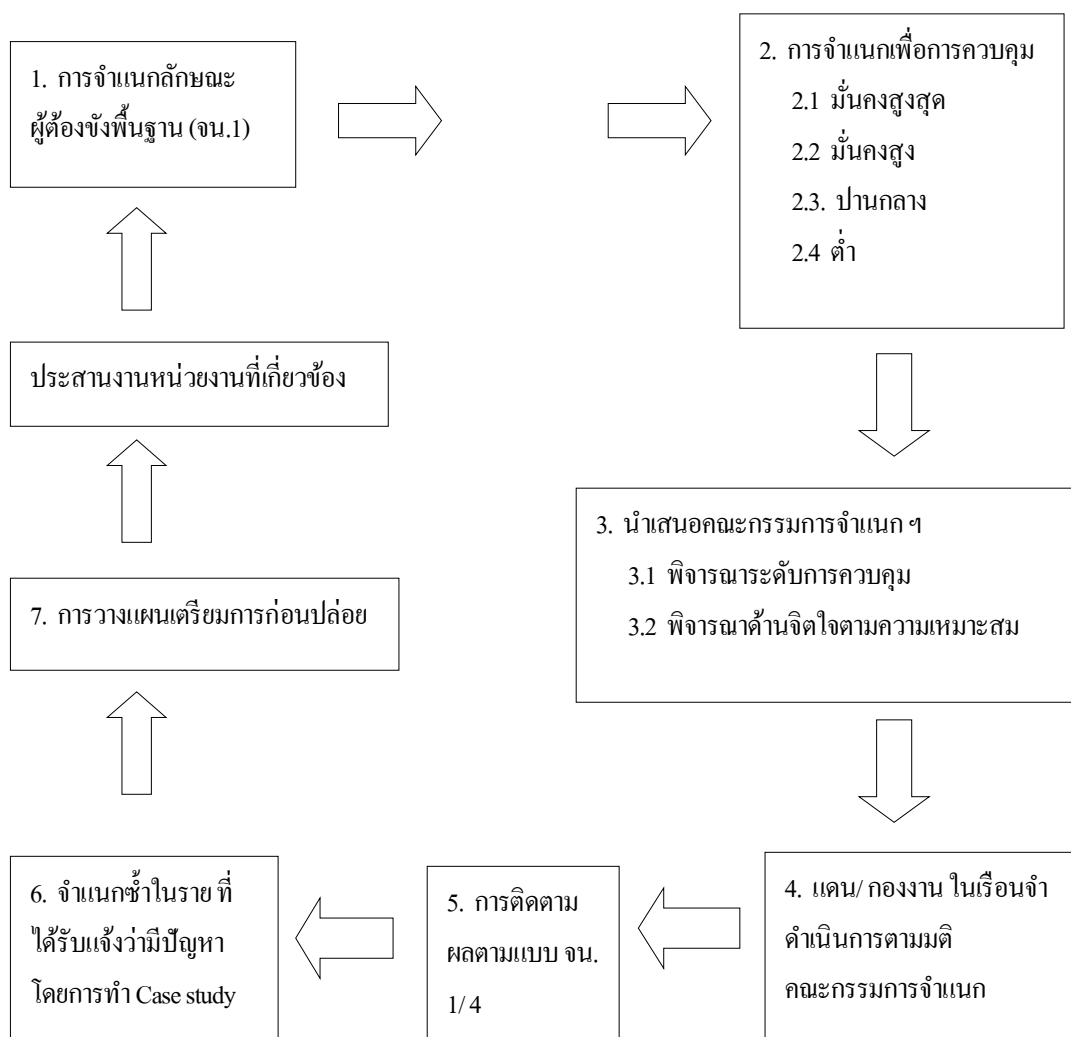 1. การจำแนกลักษณะ
ผู้ต้องขังพื้นฐาน (จน.1)
2. การจำแนกเพื่อการควบคุม
2.1 มั่นคงสูงสุด
2.2 มั่นคงสูง
2.3. ปานกลาง
2.4 ต่ำ
3. นำเสนอคณะกรรมการจำแนก ฯ
3.1 พิจารณาระดับการควบคุม
3.2 พิจารณาด้านจิตใจตามความเหมาะสม
4. แดน/ กองงาน ในเรือนจำ
ดำเนินการตามมติ
คณะกรรมการจำแนก
5. การติดตาม
ผลตามแบบ จน.
1/ 4
6. จำแนกซ้ำในราย ที่
ได้รับแจ้งว่ามีปัญหา
โดยการทำ Case study
7. การวางแผนเตรียมการก่อนปล่อย
ประสานงานหน่วยงานที่เกี่ยวข้อง